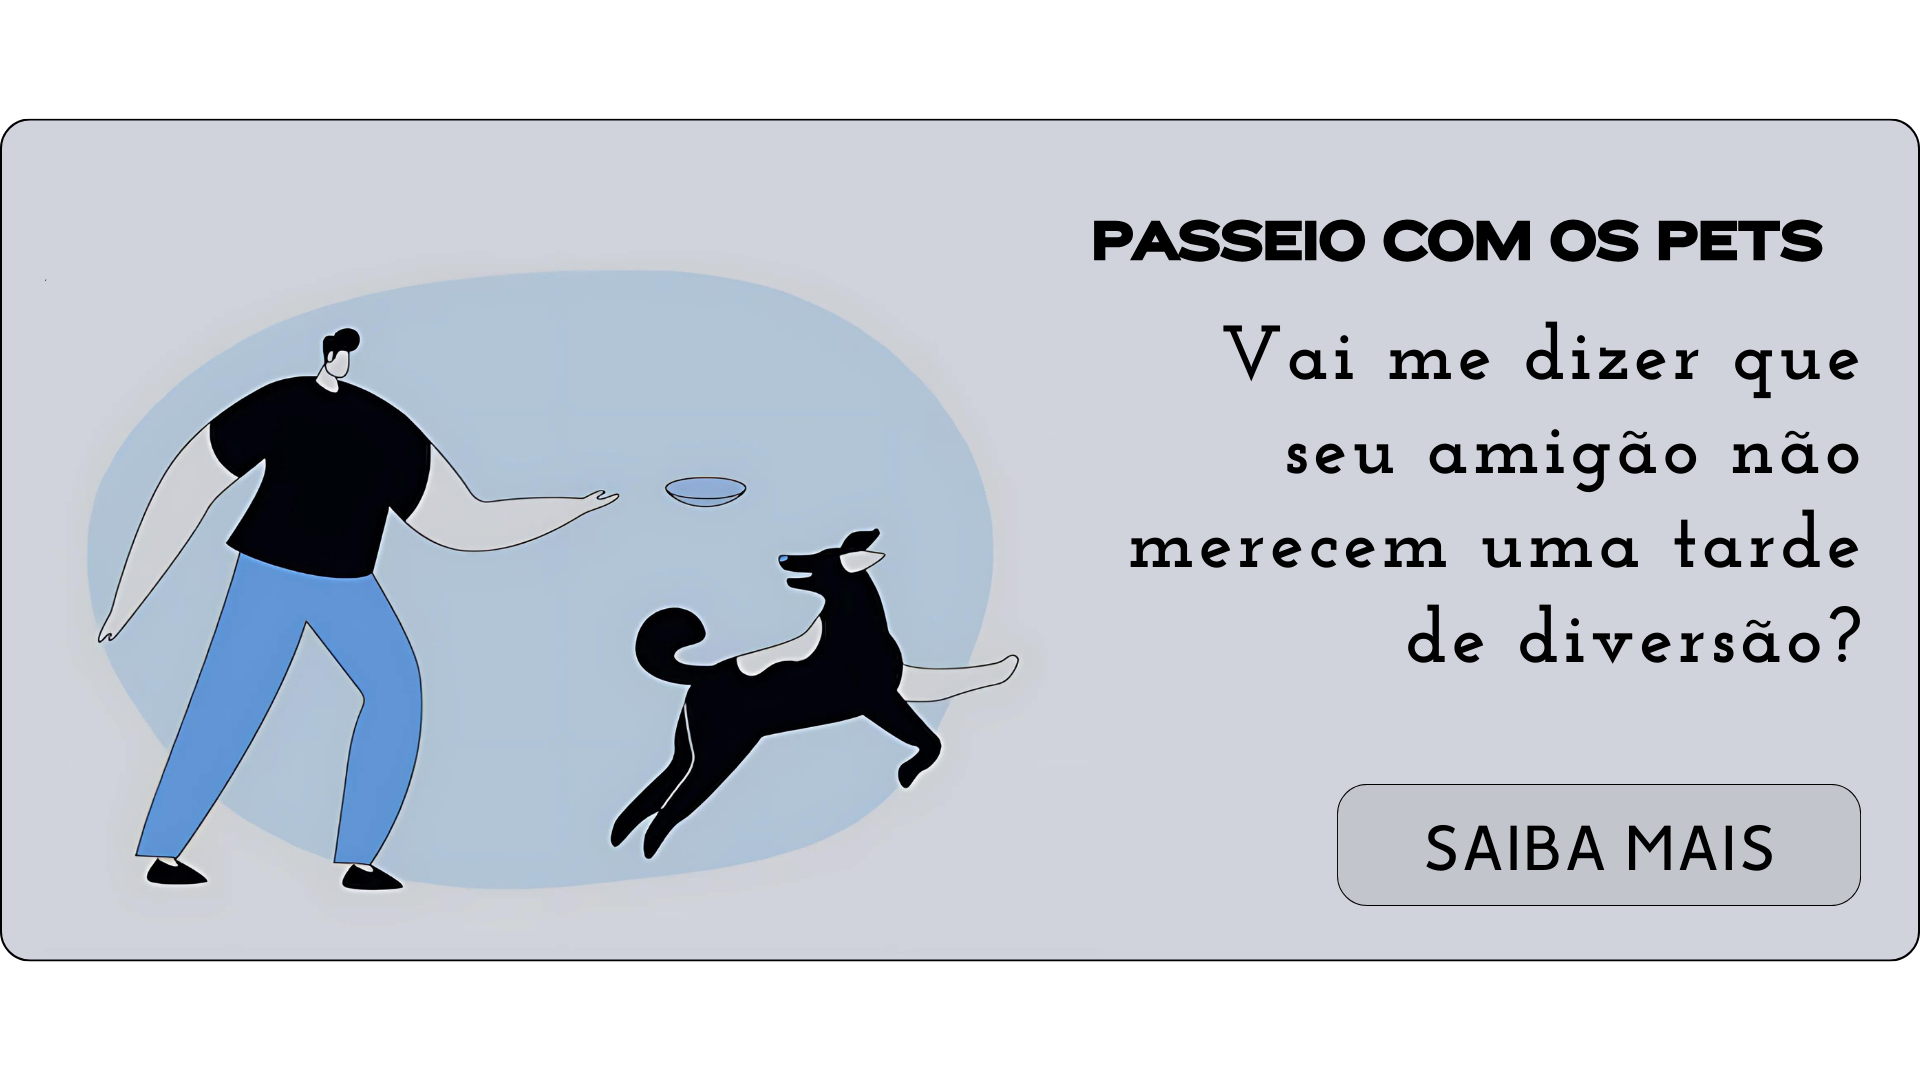 PASSEIO COM OS PETS
Vai me dizer que
seu amigão não
merecem uma tarde
de diversão?
SAIBA MAIS